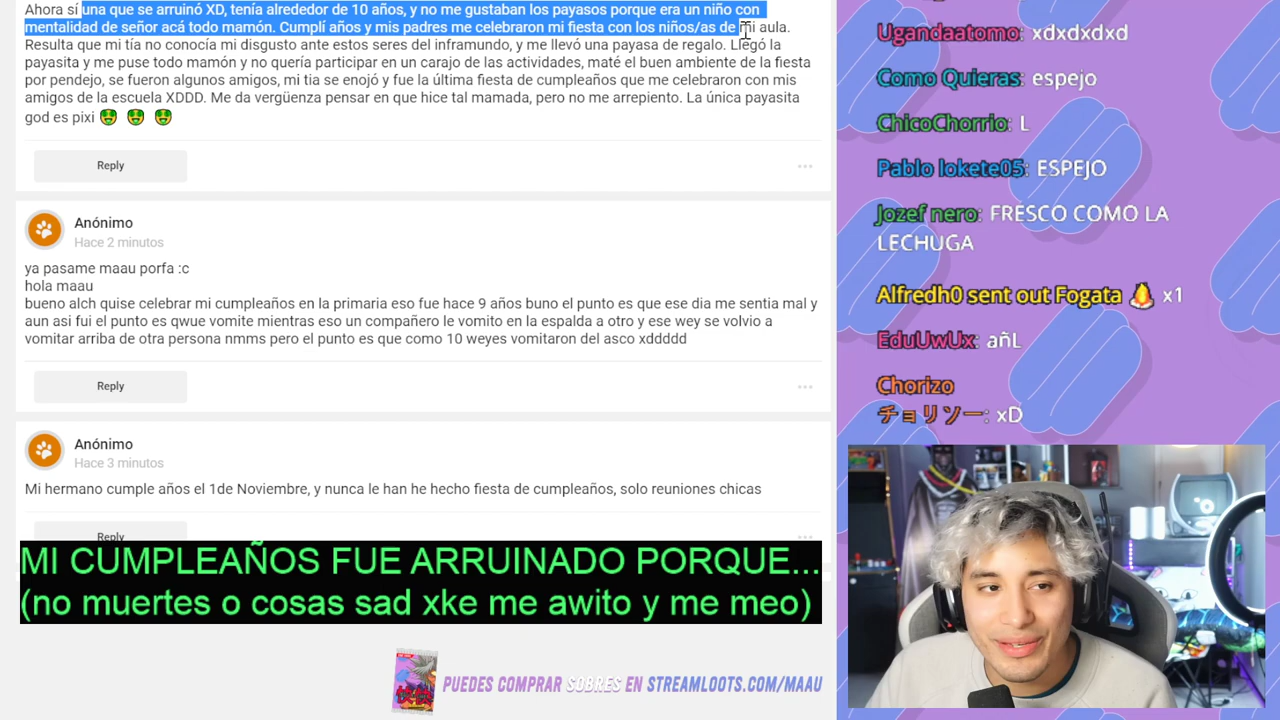 Ahora sí una que se arruinó XD, tenía alrededor de 10 años, y no me gustaban los payasos porque era un niño con
mentalidad de señor acá todo mamón. Cumplí años y mis padres me celebraron mi fiesta con los niños/as de mi aula.
Resulta que mi tía no conocía mi disgusto ante estos seres del inframundo, y me llevó una payasa de regalo. Llegó la
payasita y me puse todo mamón y no quería participar en un carajo de las actividades, maté el buen ambiente de la fiesta
por pendejo, se fueron algunos amigos, mi tia se enojó y fue la última fiesta de cumpleaños que me celebraron con mis
amigos de la escuela XDDD. Me da vergüenza pensar en que hice tal mamada, pero no me arrepiento. La única payasita
god es pixi
Reply
Anónimo
Hace 2 minutos
ya pasame maau porfa :c
hola maau
bueno alch quise celebrar mi cumpleaños en la primaria eso fue hace 9 años buno el punto es que ese dia me sentia mal y
aun asi fui el punto es qwue vomite mientras eso un compañero le vomito en la espalda a otro y ese wey se volvio a
vomitar arriba de otra persona nmms pero el punto es que como 10 weyes vomitaron del asco xddddd
Reply
Anónimo
Hace 3 minutos
Mi hermano cumple años el 1de Noviembre, y nunca le han he hecho fiesta de cumpleaños, solo reuniones chicas
Reply
MI CUMPLEAÑOS FUE ARRUINADO PORQUE...
(no muertes o cosas sad xke me awito y me meo)
PUEDES COMPRAR SOBRES EN STREAMLOOTS.COM/MAAU
Ugandaatomo: xdxdxdxd
Como Quieras: espejo
ChicoChorrio: L
Pablo lokete05: ESPEJO
Jozef nero: FRESCO COMO LA
LECHUGA
Alfredh0 sent out Fogata x1
EduUwUx: añL
Chorizo
チョリソー: xD